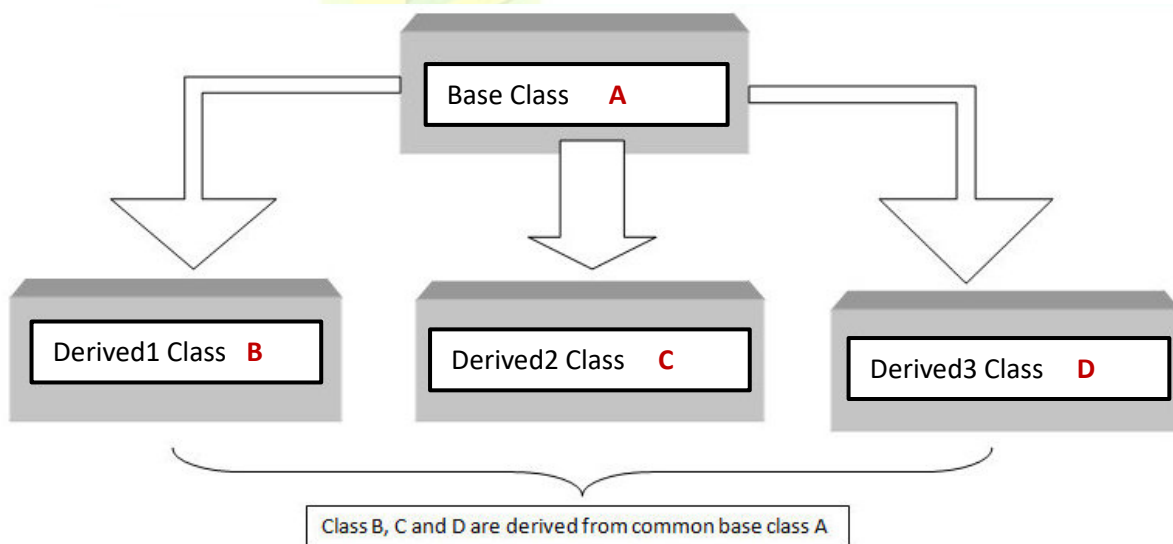 Base Class A
Derived1 Class B
Derived2 Class C
Derived3 Class D
Class B, C and D are derived from common base class A